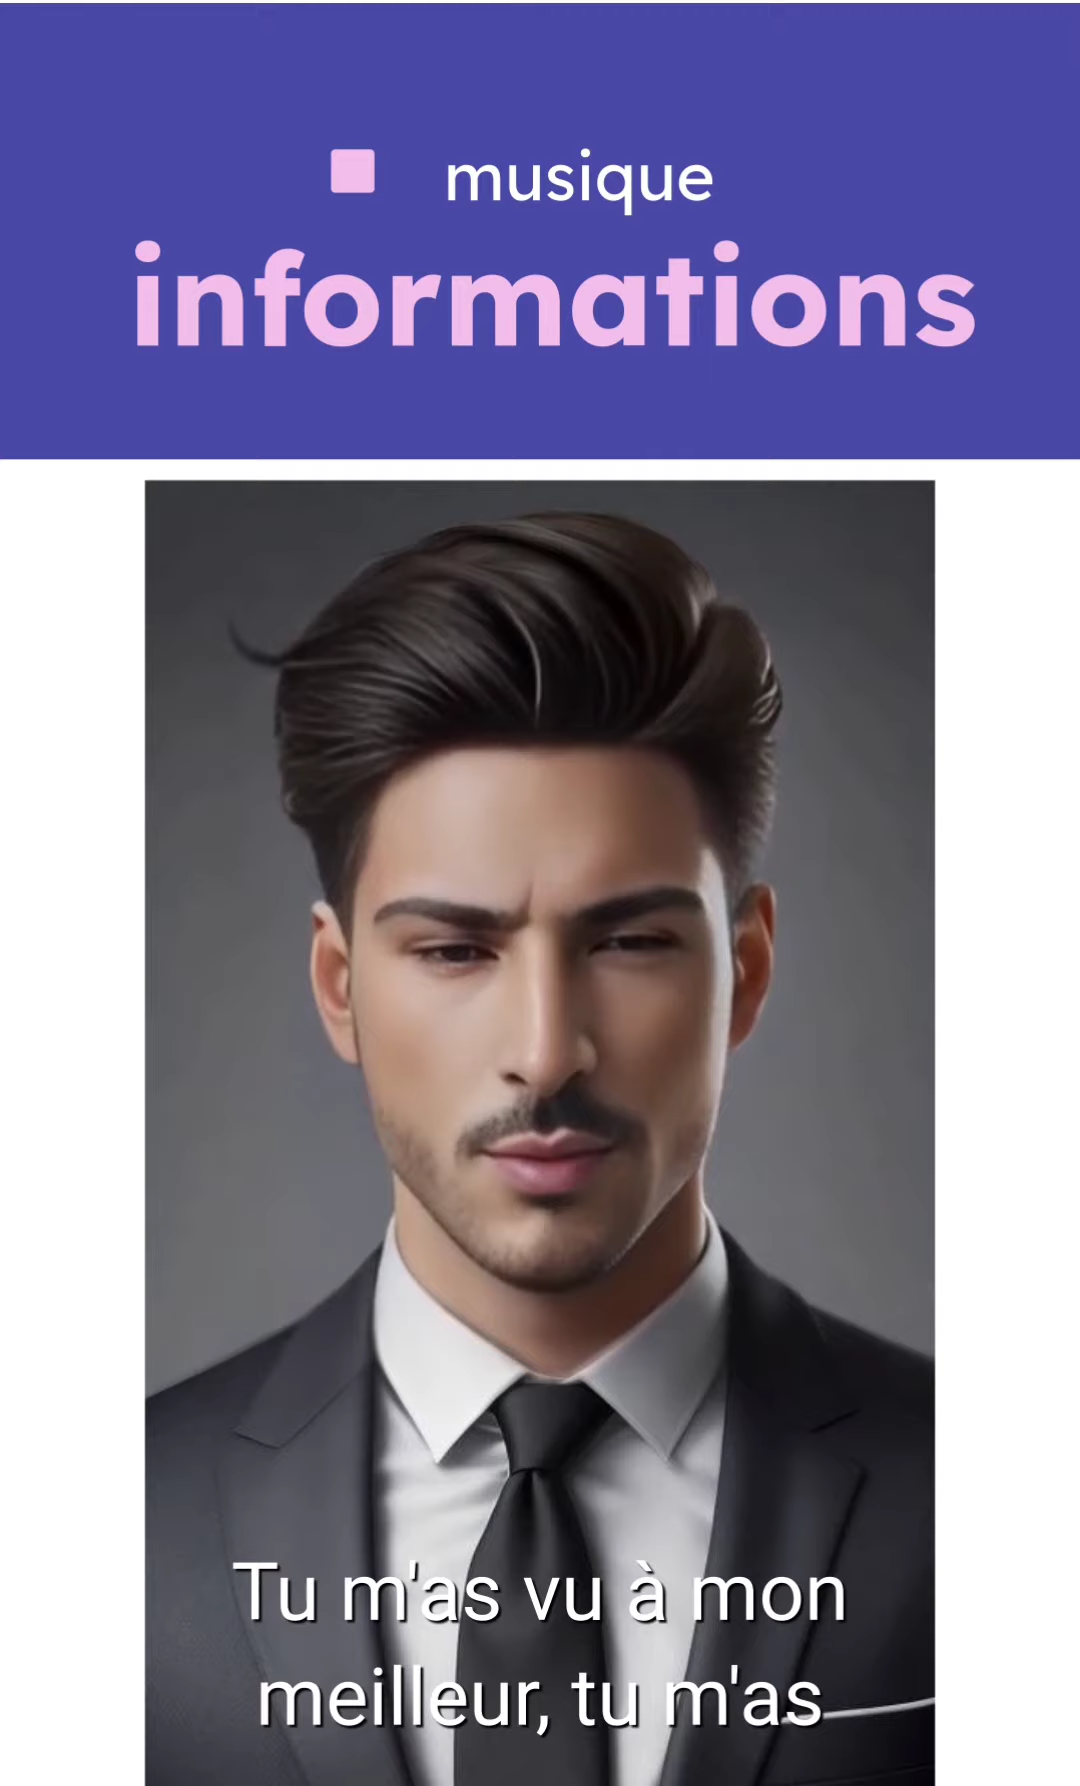 musique
informations
Tu m'as vu à mon
meilleur, tu m'as